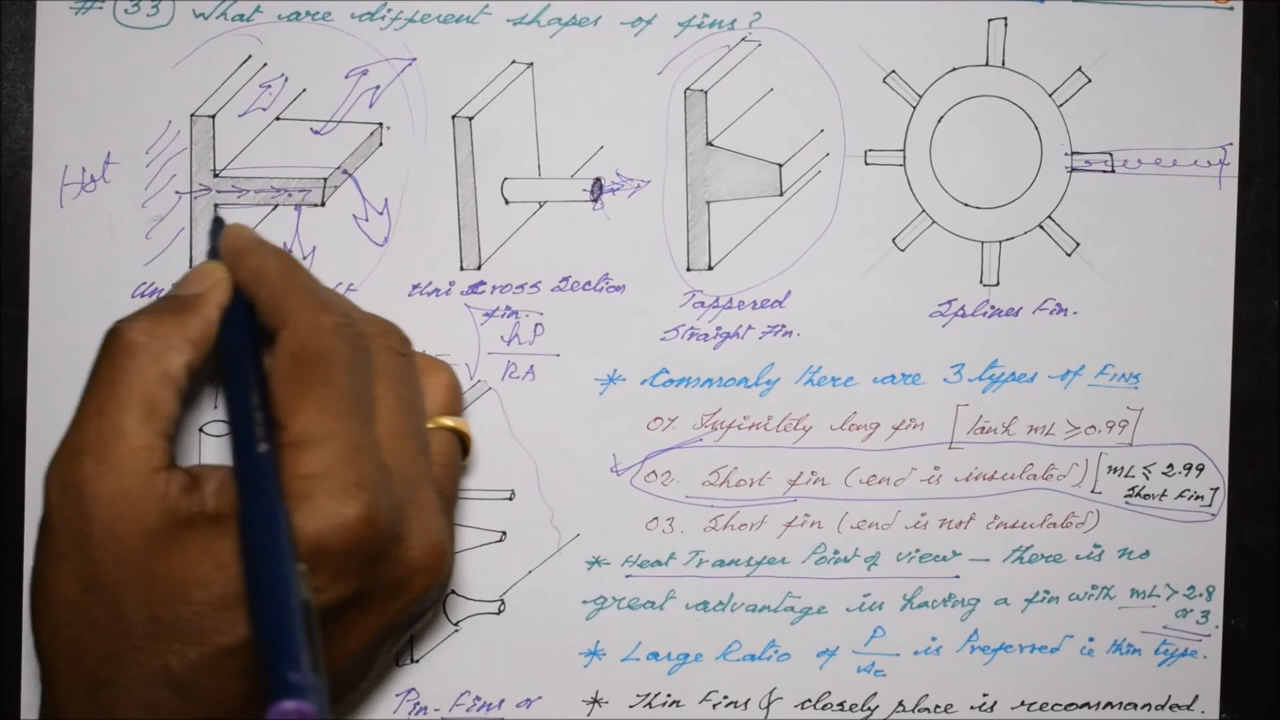 # 33 What are different shapes of fins?
Hot
Uni Cross Section
fin.
Tappered
Straight Fin.
Splines Fin.
= √ hP
kA
* Commonly there are 3 types of FINS
01. Infinitely long fin [tanh mL ≥ 0.99]
02. Short fin (end is insulated) [mL ≤ 2.99
Short Fin]
03. Short fin (end is not insulated)
* Heat Transfer Point of view - there is no
great advantage in having a fin with mL > 2.8
or 3.
* Large Ratio of P/Ac is Preferred ie thin type.
Pin-Fins or
* Thin Fins & closely place is recommanded.